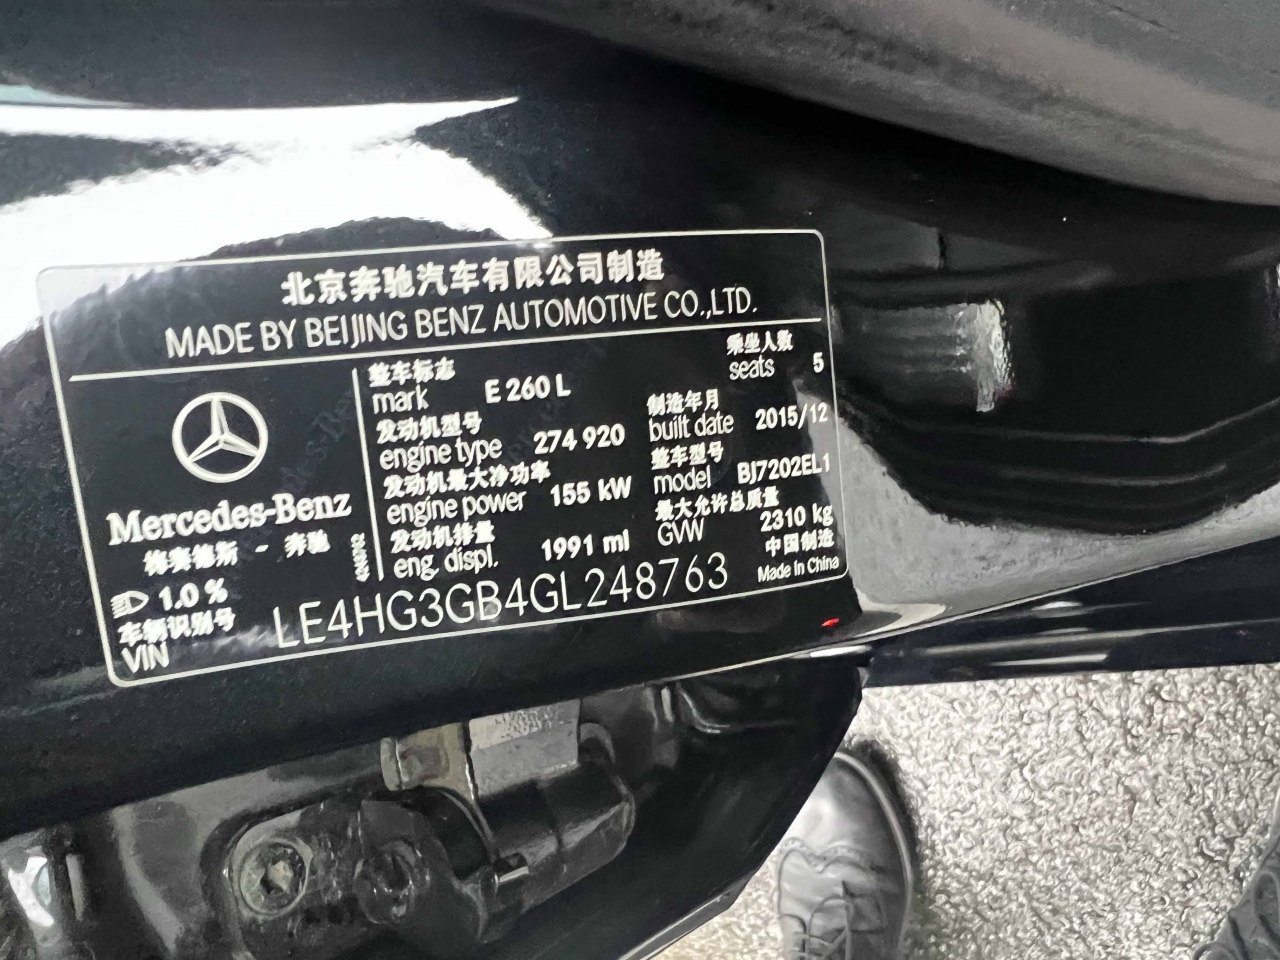 北京奔驰汽车有限公司制造
MADE BY BEIJING BENZ AUTOMOTIVE CO.,LTD.
整车标志
mark
E 260 L
乘坐人数
seats
5
发动机型号
engine type
274 920
制造年月
built date
2015/12
发动机最大净功率
engine power
155 kW
整车型号
model
BJ7202EL1
发动机排量
eng. displ.
1991 ml
最大允许总质量
GVW
2310 kg
中国制造
Made in China
Mercedes-Benz
梅赛德斯 - 奔驰
1.0 %
车辆识别号
VIN
LE4HG3GB4GL248763